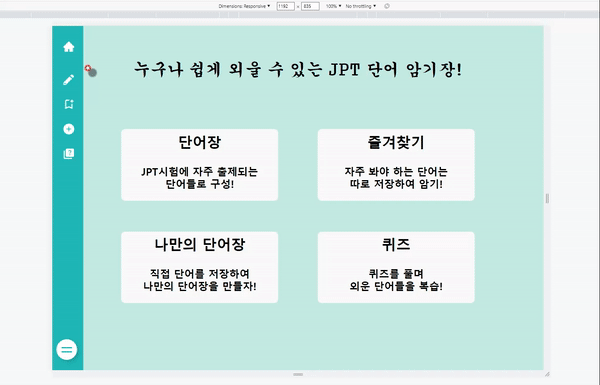 Dimensions: Responsive ▼ 1192 × 835 100% ▼ No throttling ▼
누구나 쉽게 외울 수 있는 JPT 단어 암기장!
단어장
JPT시험에 자주 출제되는
단어들로 구성!
즐겨찾기
자주 봐야 하는 단어는
따로 저장하여 암기!
나만의 단어장
직접 단어를 저장하여
나만의 단어장을 만들자!
퀴즈
퀴즈를 풀며
외운 단어들을 복습!